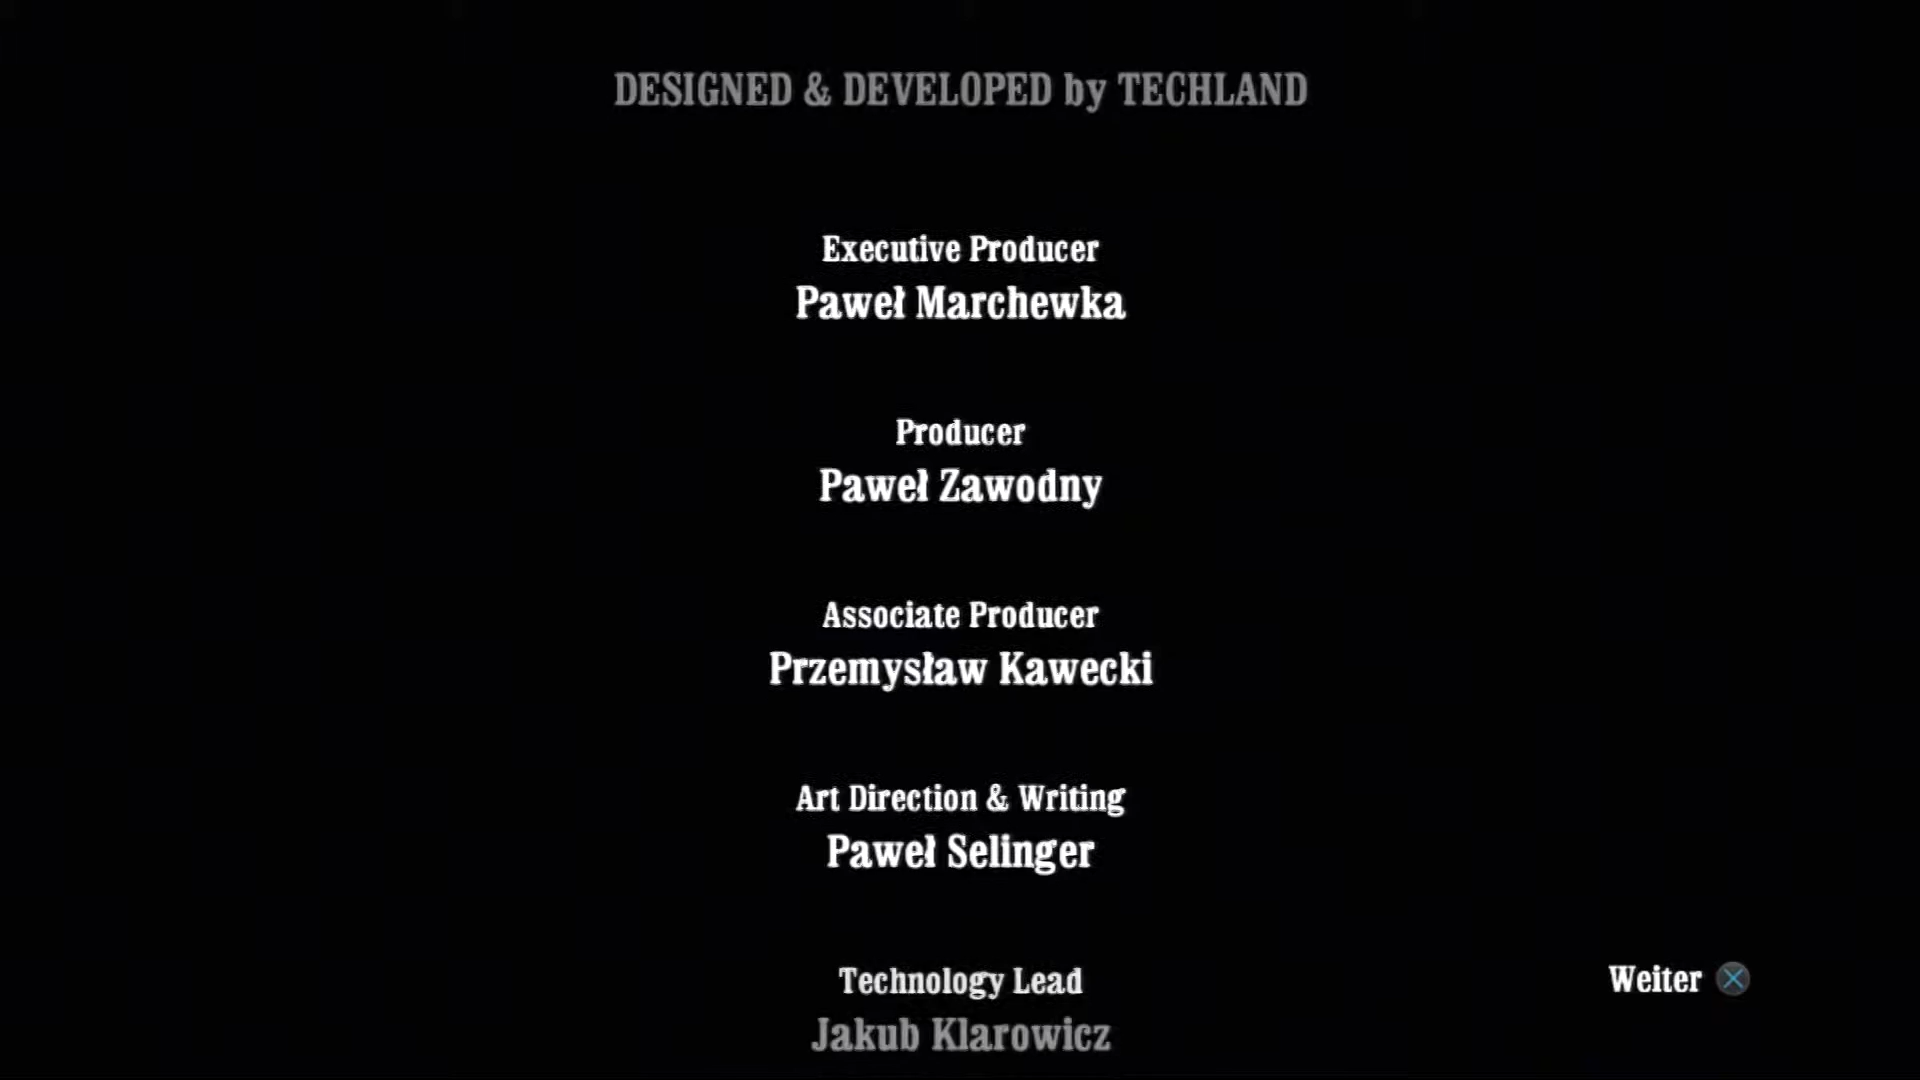 DESIGNED & DEVELOPED by TECHLAND
Executive Producer
Paweł Marchewka
Producer
Paweł Zawodny
Associate Producer
Przemysław Kawecki
Art Direction & Writing
Paweł Selinger
Technology Lead
Jakub Klarowicz
Weiter